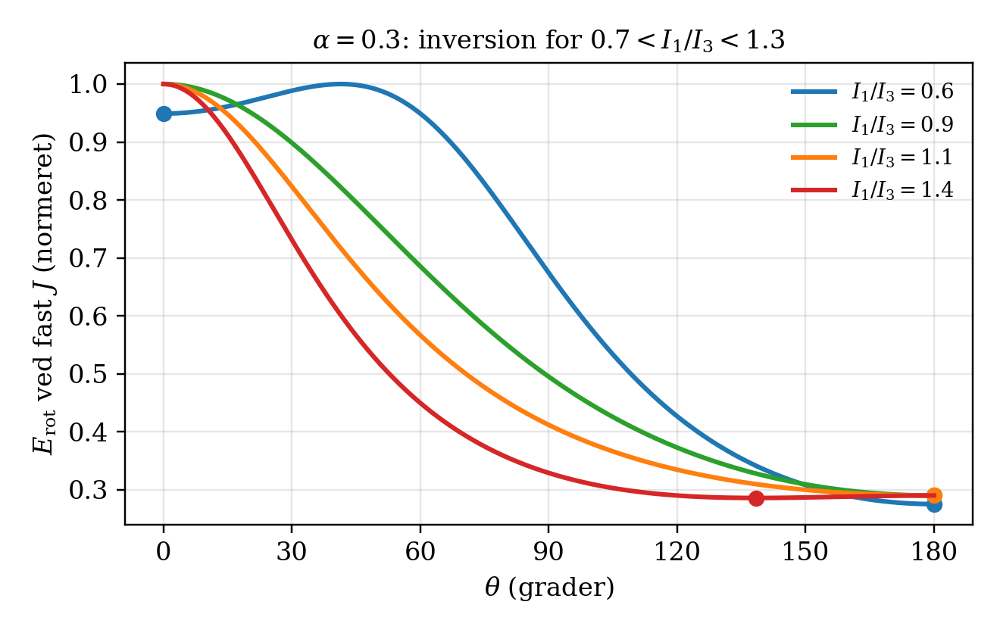 α = 0.3: inversion for 0.7 < I₁/I₃ < 1.3
E_rot ved fast J (normeret)
1.0
0.9
0.8
0.7
0.6
0.5
0.4
0.3
I₁/I₃ = 0.6
I₁/I₃ = 0.9
I₁/I₃ = 1.1
I₁/I₃ = 1.4
0 30 60 90 120 150 180
θ (grader)